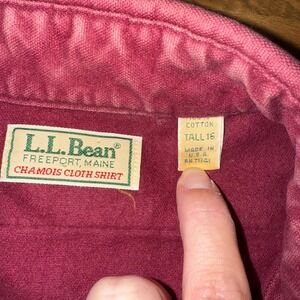 L.L.Bean®
FREEPORT, MAINE
CHAMOIS CLOTH SHIRT
COTTON
TALL 16
MADE IN
U.S.A.